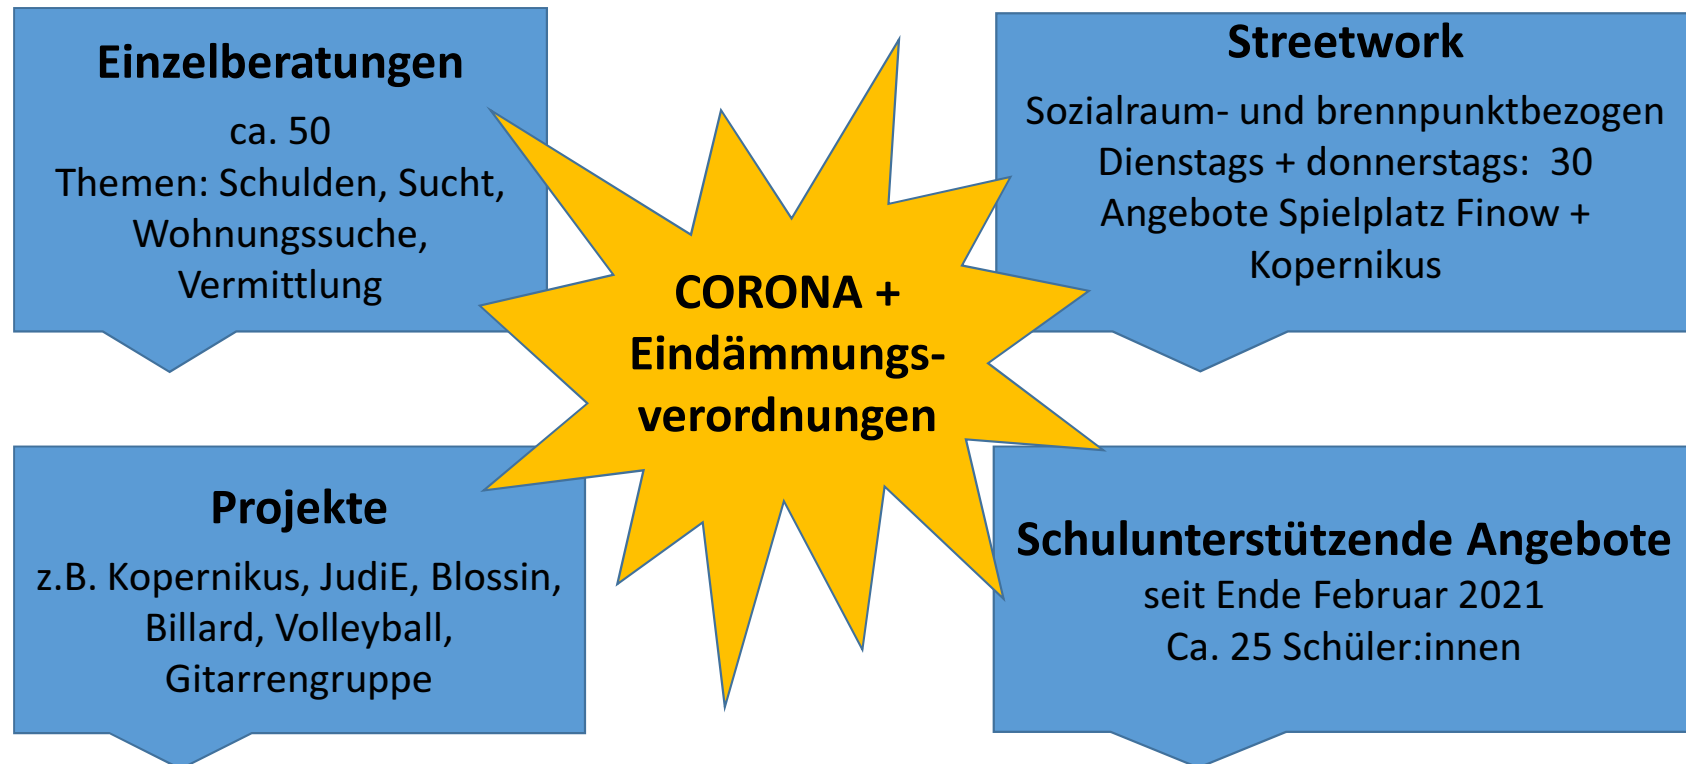 Einzelberatungen
ca. 50
Themen: Schulden, Sucht,
Wohnungssuche,
Vermittlung
Streetwork
Sozialraum- und brennpunktbezogen
Dienstags + donnerstags:  30
Angebote Spielplatz Finow +
Kopernikus
CORONA +
Eindämmungs-
verordnungen
Projekte
z.B. Kopernikus, JudiE, Blossin,
Billard, Volleyball,
Gitarrengruppe
Schulunterstützende Angebote
seit Ende Februar 2021
Ca. 25 Schüler:innen